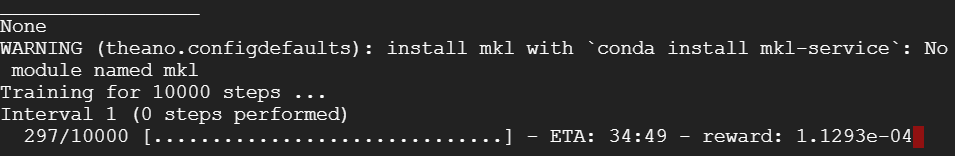 None
WARNING (theano.configdefaults): install mkl with `conda install mkl-service`: No
module named mkl
Training for 10000 steps ...
Interval 1 (0 steps performed)
297/10000 [..............................] - ETA: 34:49 - reward: 1.1293e-04